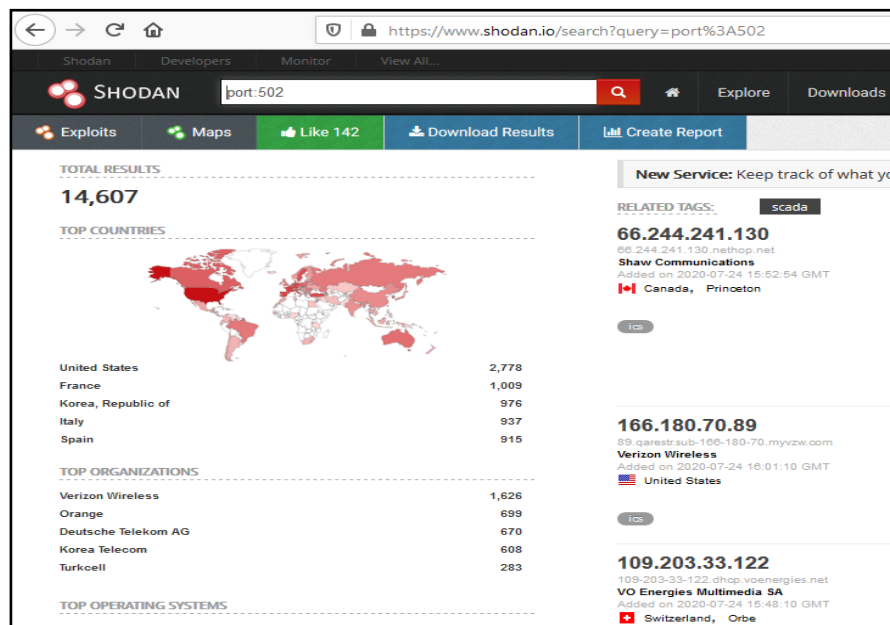 https://www.shodan.io/search?query=port%3A502
Shodan Developers Monitor View All...
SHODAN port:502 Explore Downloads
Exploits Maps Like 142 Download Results Create Report
TOTAL RESULTS
14,607
TOP COUNTRIES
United States 2,778
France 1,009
Korea, Republic of 976
Italy 937
Spain 915
TOP ORGANIZATIONS
Verizon Wireless 1,626
Orange 699
Deutsche Telekom AG 670
Korea Telecom 608
Turkcell 283
TOP OPERATING SYSTEMS
New Service: Keep track of what yo
RELATED TAGS: scada
66.244.241.130
66.244.241.130.nethop.net
Shaw Communications
Added on 2020-07-24 15:52:54 GMT
Canada, Princeton
ics
166.180.70.89
89.qarestr.sub-166-180-70.myvzw.com
Verizon Wireless
Added on 2020-07-24 16:01:10 GMT
United States
ics
109.203.33.122
109-203-33-122.dhcp.voenergies.net
VO Energies Multimedia SA
Added on 2020-07-24 15:48:10 GMT
Switzerland, Orbe